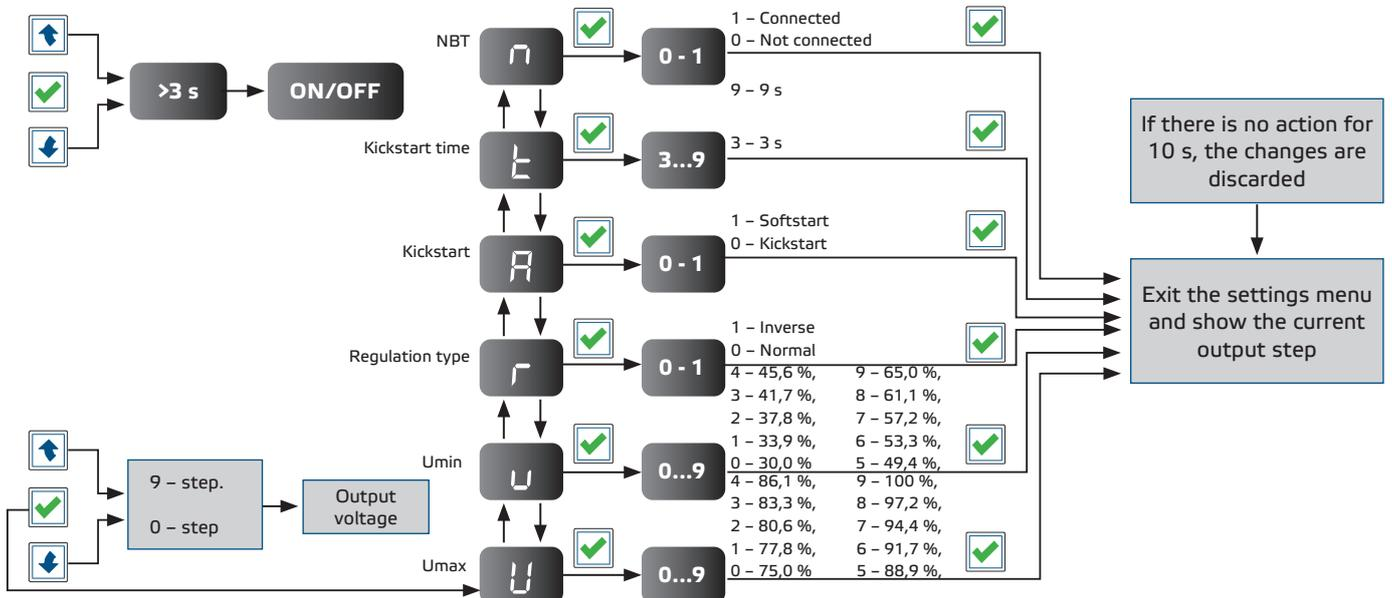 >3 s
ON/OFF
NBT
n
0 - 1
1 – Connected
0 – Not connected
9 – 9 s
Kickstart time
t
3...9
3 – 3 s
Kickstart
A
0 - 1
1 – Softstart
0 – Kickstart
Regulation type
r
0 - 1
1 – Inverse
0 – Normal
4 – 45,6 %, 9 – 65,0 %,
3 – 41,7 %, 8 – 61,1 %,
2 – 37,8 %, 7 – 57,2 %,
1 – 33,9 %, 6 – 53,3 %,
0 – 30,0 % 5 – 49,4 %,
Umin
u
0...9
4 – 86,1 %, 9 – 100 %,
3 – 83,3 %, 8 – 97,2 %,
2 – 80,6 %, 7 – 94,4 %,
1 – 77,8 %, 6 – 91,7 %,
0 – 75,0 % 5 – 88,9 %,
Umax
U
0...9
9 – step.
0 – step
Output
voltage
If there is no action for
10 s, the changes are
discarded
Exit the settings menu
and show the current
output step